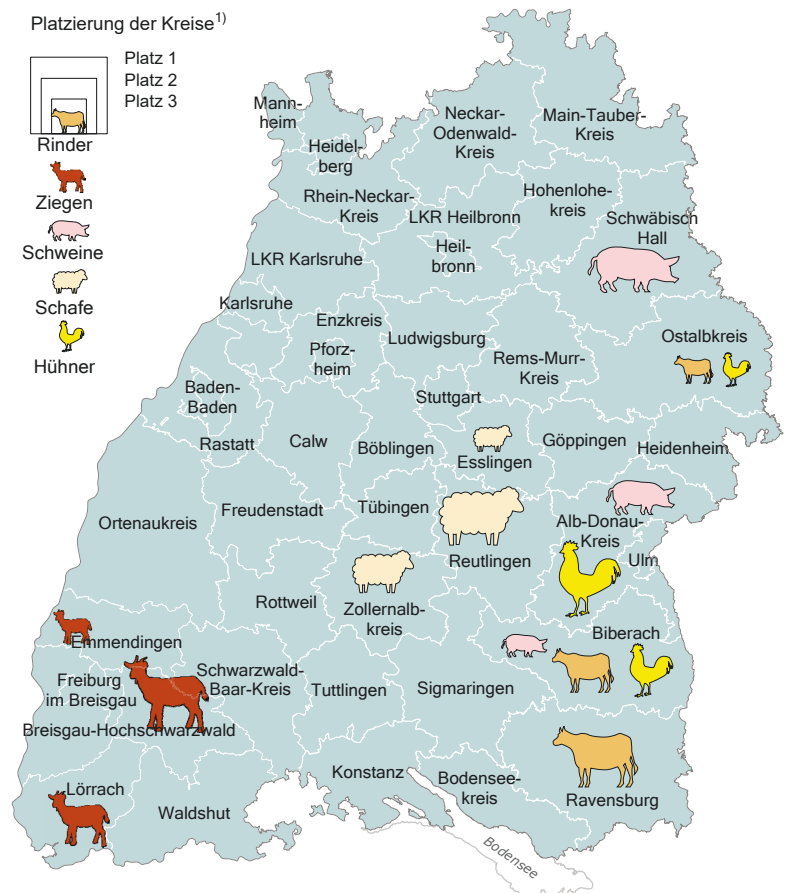 Platzierung der Kreise1)
Platz 1
Platz 2
Platz 3
Rinder
Ziegen
Schweine
Schafe
Hühner
Mann-
heim
Heidel-
berg
Neckar-
Odenwald-
Kreis
Main-Tauber-
Kreis
Rhein-Neckar-
Kreis
LKR Heilbronn
Heil-
bronn
Hohenlohe-
kreis
Schwäbisch
Hall
LKR Karlsruhe
Karlsruhe
Enzkreis
Pforz-
heim
Ludwigsburg
Rems-Murr-
Kreis
Ostalbkreis
Baden-
Baden
Rastatt
Calw
Stuttgart
Böblingen
Esslingen
Göppingen
Heidenheim
Ortenaukreis
Freudenstadt
Tübingen
Reutlingen
Alb-Donau-
Kreis
Ulm
Rottweil
Zollernalb-
kreis
Biberach
Emmendingen
Freiburg
im Breisgau
Schwarzwald-
Baar-Kreis
Tuttlingen
Sigmaringen
Breisgau-Hochschwarzwald
Lörrach
Waldshut
Konstanz
Bodensee-
kreis
Ravensburg
Bodensee